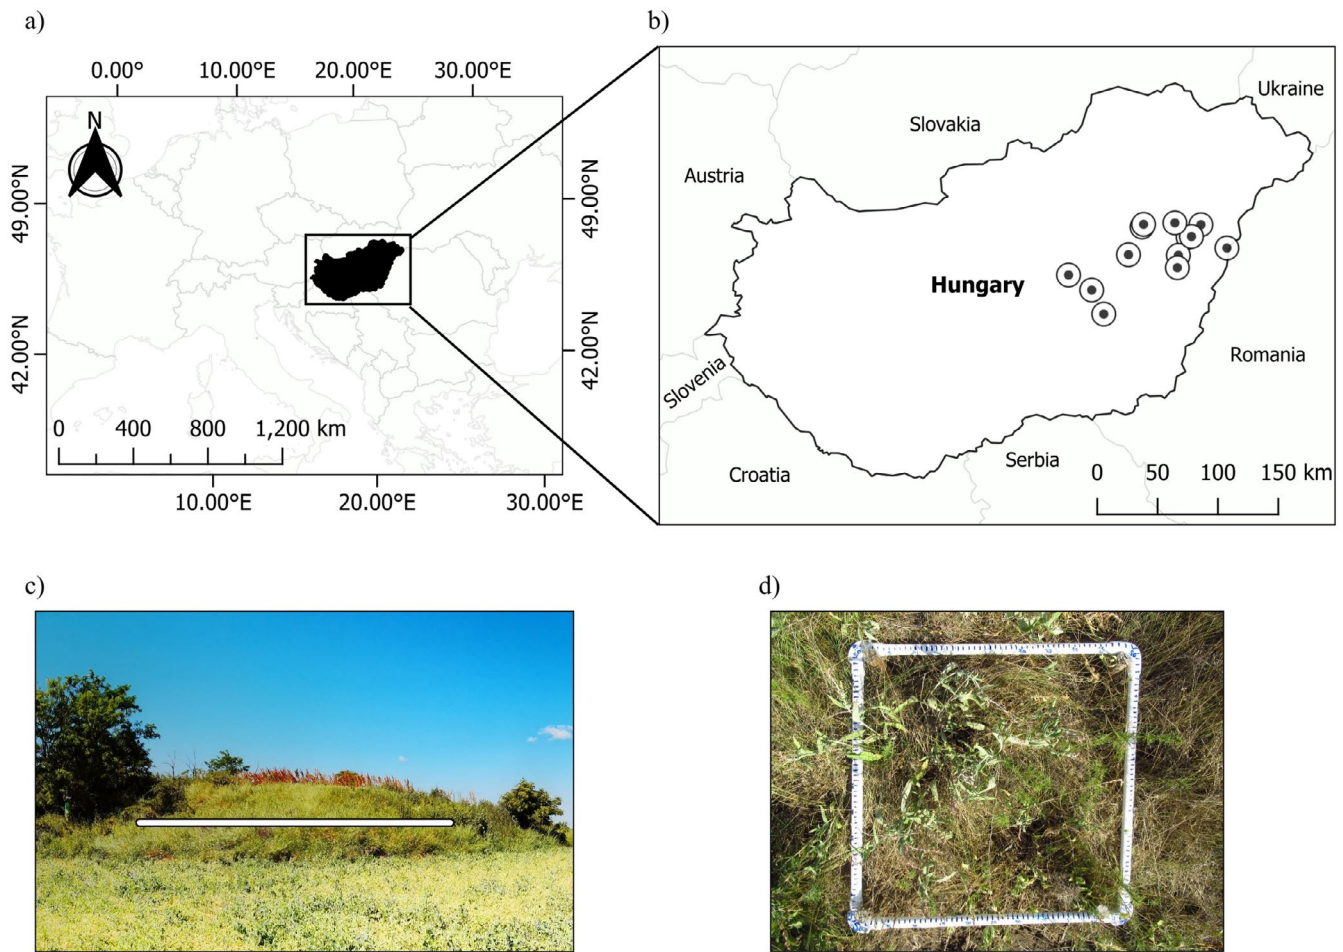 a)
b)
0.00°
10.00°E
20.00°E
30.00°E
N
49.00°N
42.00°N
49.00°N
42.00°N
0
400
800
1,200 km
10.00°E
20.00°E
30.00°E
Ukraine
Slovakia
Austria
Hungary
Romania
Slovenia
Serbia
Croatia
0
50
100
150 km
c)
d)